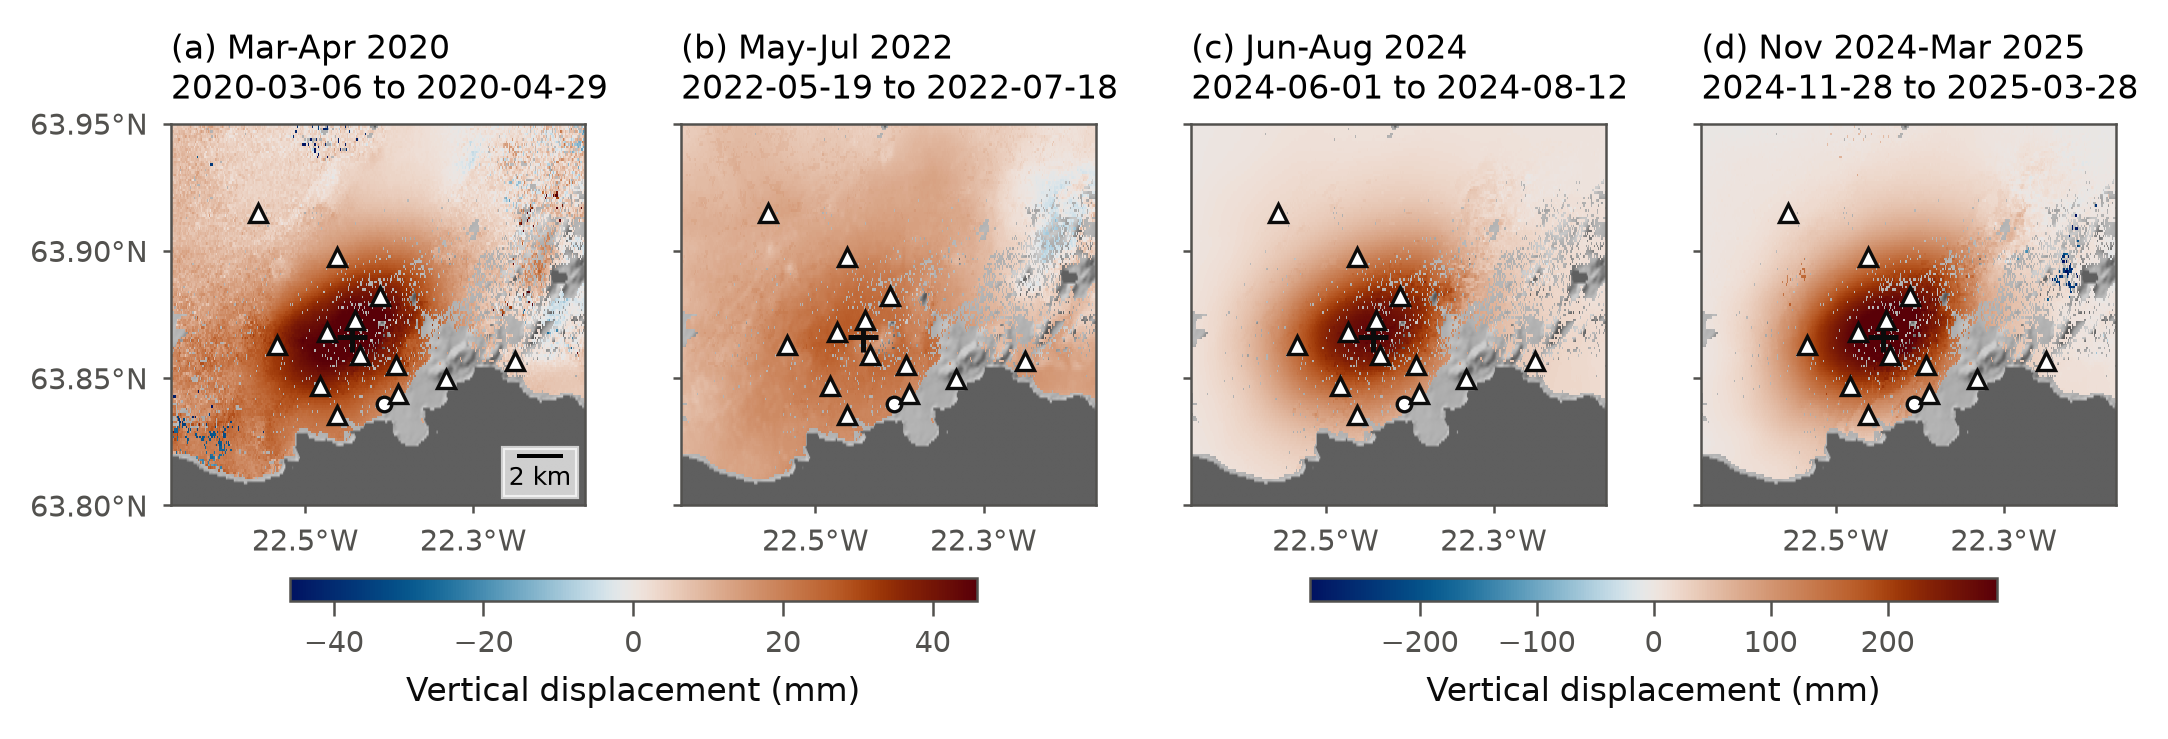 (a) Mar-Apr 2020
2020-03-06 to 2020-04-29
(b) May-Jul 2022
2022-05-19 to 2022-07-18
(c) Jun-Aug 2024
2024-06-01 to 2024-08-12
(d) Nov 2024-Mar 2025
2024-11-28 to 2025-03-28
63.95°N
63.90°N
63.85°N
63.80°N
2 km
22.5°W 22.3°W
22.5°W 22.3°W
22.5°W 22.3°W
22.5°W 22.3°W
−40 −20 0 20 40
Vertical displacement (mm)
−200 −100 0 100 200
Vertical displacement (mm)